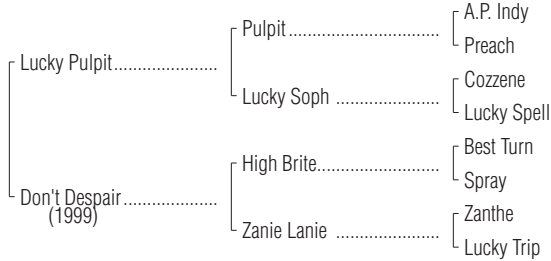 A.P. Indy
Pulpit........................................
Preach
Lucky Pulpit.....................
Cozzene
Lucky Soph ...........................
Lucky Spell
Best Turn
High Brite................................
Spray
Don't Despair...................
(1999)
Zanthe
Zanie Lanie ...........................
Lucky Trip